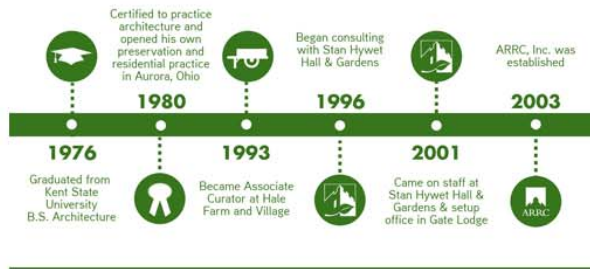 Certified to practice
architecture and
opened his own
preservation and
residential practice
in Aurora, Ohio
1980
Began consulting
with Stan Hywet
Hall & Gardens
1996
ARRC, Inc. was
established
2003
1976
Graduated from
Kent State
University
B.S. Architecture
1993
Became Associate
Curator at Hale
Farm and Village
2001
Came on staff at
Stan Hywet Hall &
Gardens & setup
office in Gate Lodge
ARRC